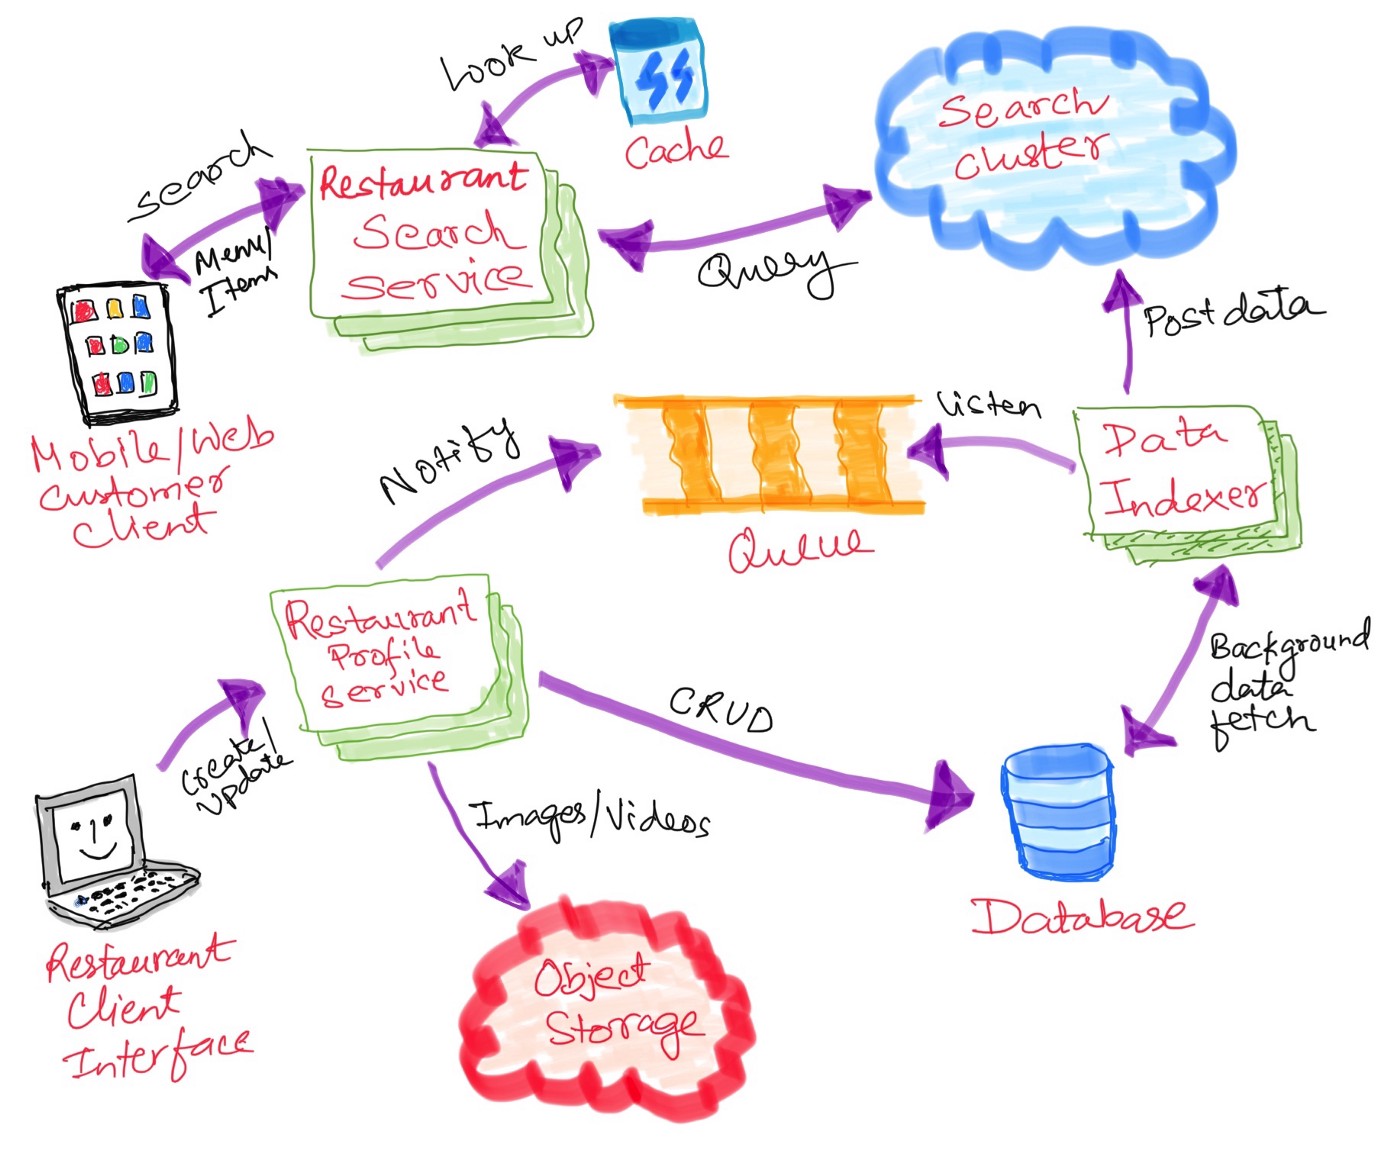 Look up
Cache
Search
Cluster
search
Restaurant
Search
Service
Menu/
Items
Query
Post data
Mobile/Web
Customer
Client
Notify
Queue
listen
Data
Indexer
Restaurant
Profile
Service
Create/
Update
CRUD
Background
data
fetch
Images/Videos
Database
Restaurant
Client
Interface
Object
Storage